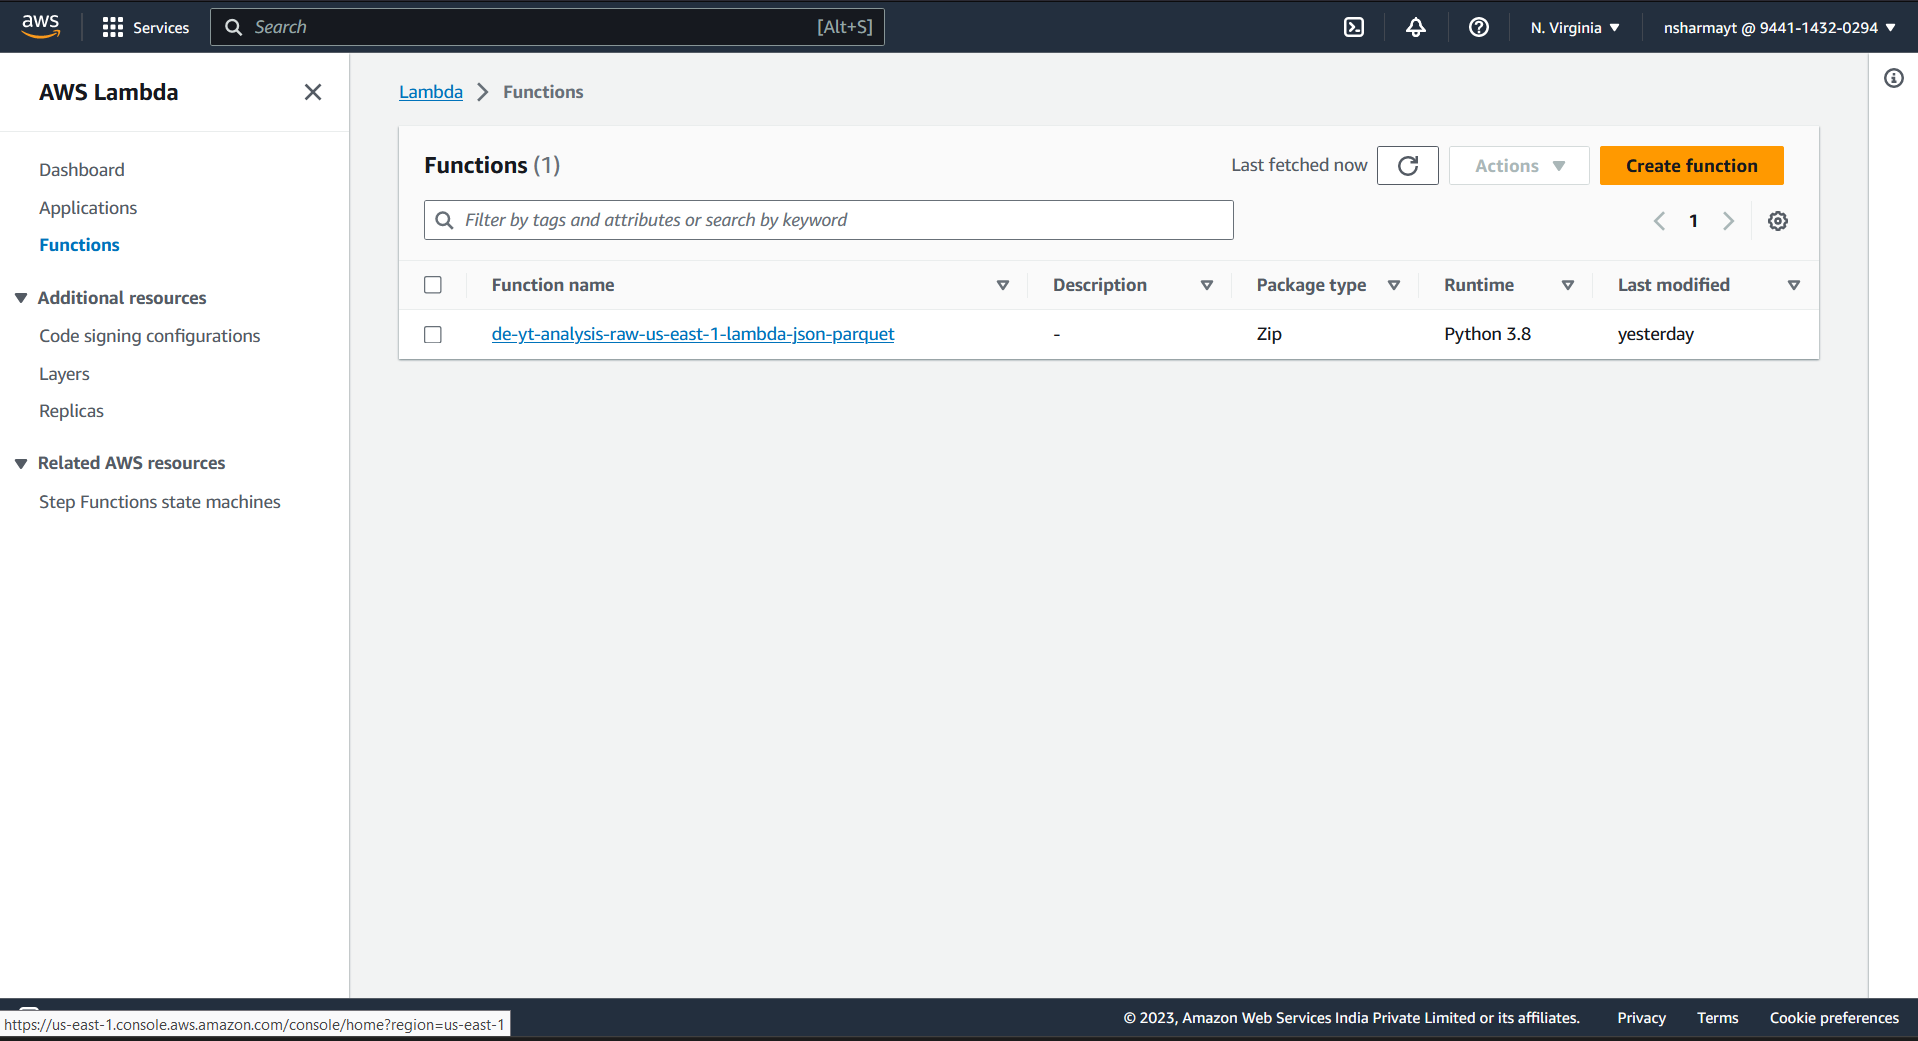 aws
Services
Search [Alt+S]
N. Virginia
nsharmayt @ 9441-1432-0294
AWS Lambda
Dashboard
Applications
Functions
Additional resources
Code signing configurations
Layers
Replicas
Related AWS resources
Step Functions state machines
Lambda Functions
Functions (1)
Last fetched now
Actions
Create function
Filter by tags and attributes or search by keyword
1
Function name Description Package type Runtime Last modified
de-yt-analysis-raw-us-east-1-lambda-json-parquet - Zip Python 3.8 yesterday
https://us-east-1.console.aws.amazon.com/console/home?region=us-east-1
© 2023, Amazon Web Services India Private Limited or its affiliates. Privacy Terms Cookie preferences